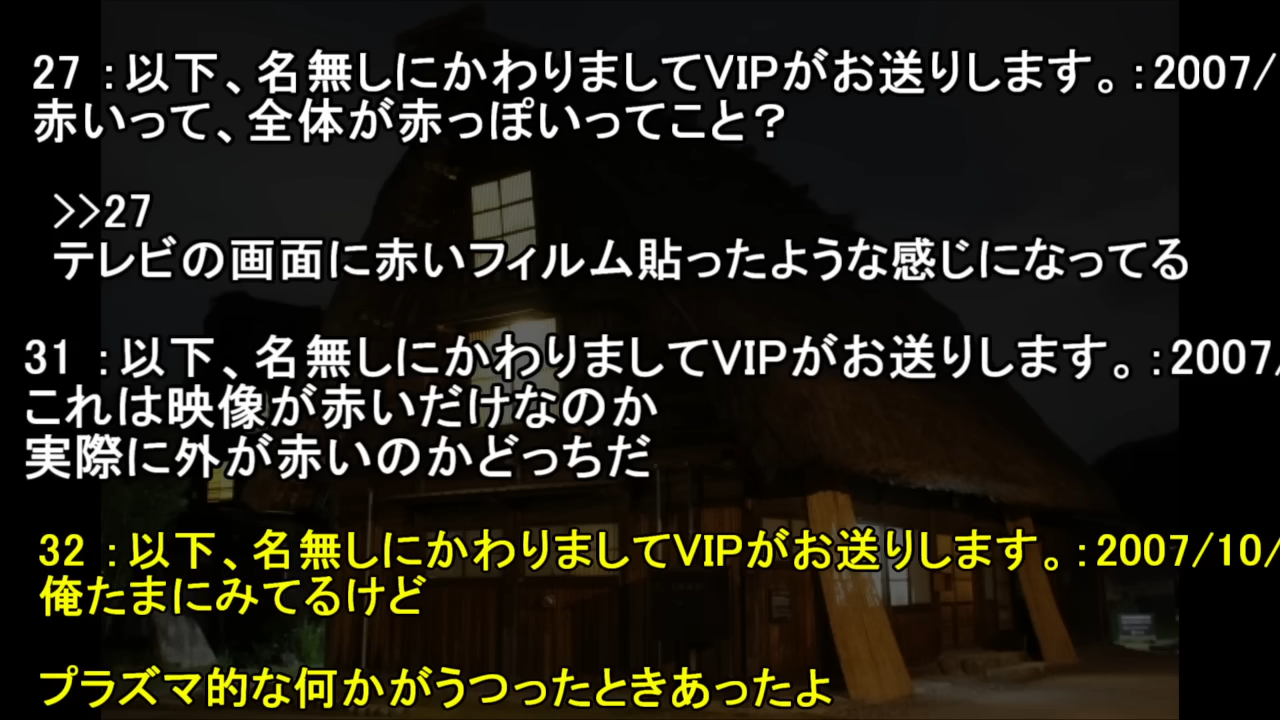 27 ：以下、名無しにかわりましてVIPがお送りします。：2007/
赤いって、全体が赤っぽいってこと？
>>27
テレビの画面に赤いフィルム貼ったような感じになってる
31 ：以下、名無しにかわりましてVIPがお送りします。：2007/
これは映像が赤いだけなのか
実際に外が赤いのかどっちだ
32 ：以下、名無しにかわりましてVIPがお送りします。：2007/10/
俺たまにみてるけど
プラズマ的な何かがうつったときあったよ